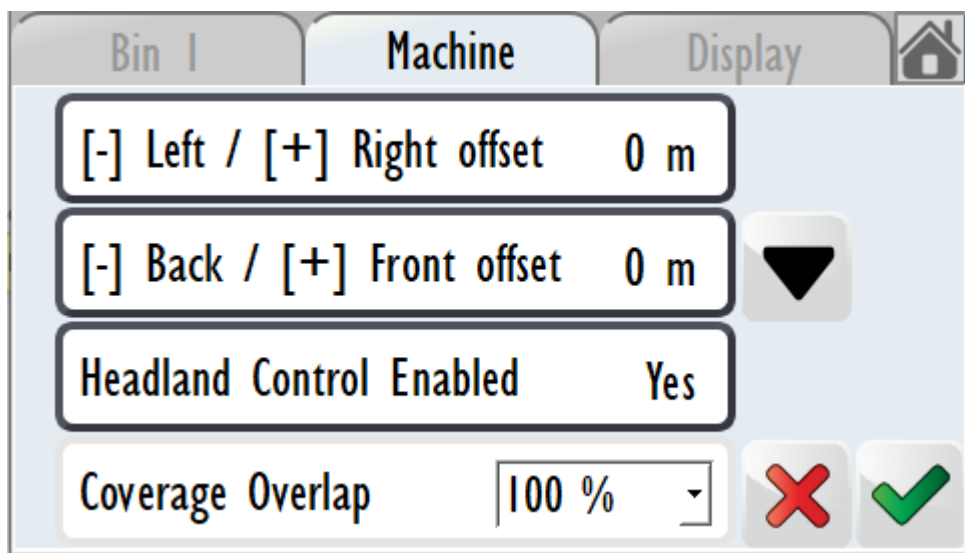 Bin 1 Machine Display
[-] Left / [+] Right offset 0 m
[-] Back / [+] Front offset 0 m
Headland Control Enabled Yes
Coverage Overlap 100 %